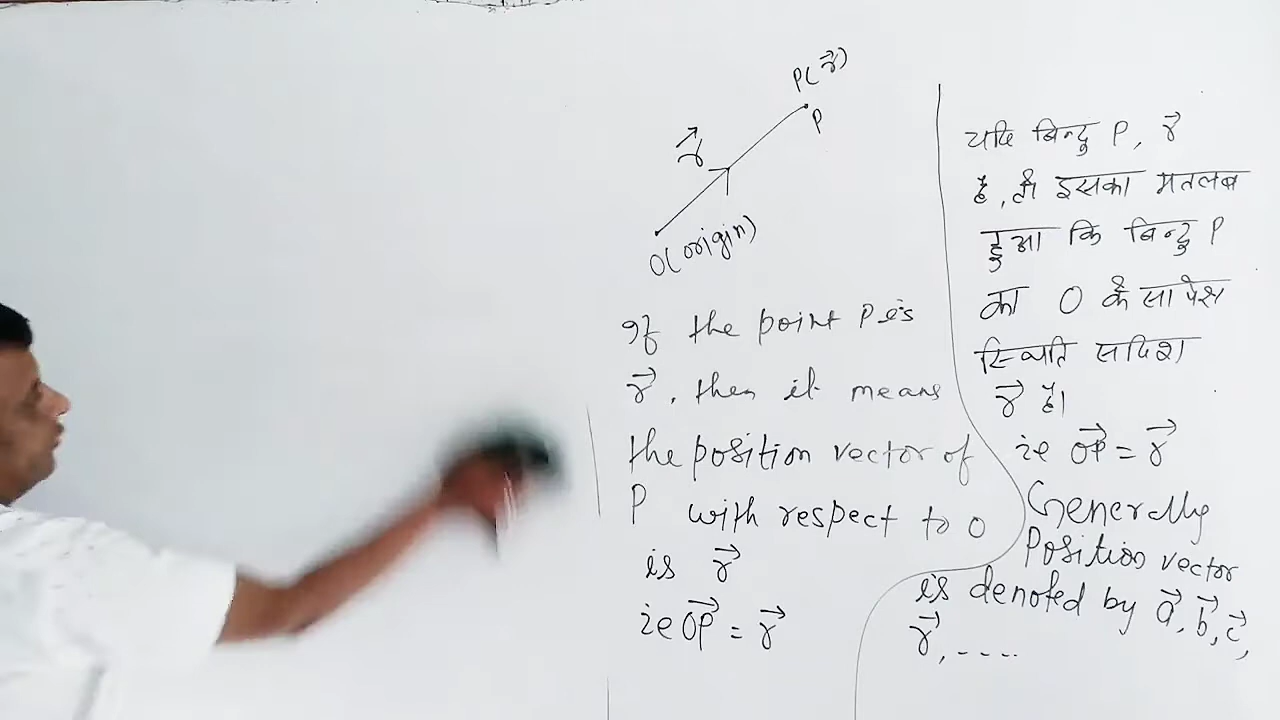 P(r⃗)
P
r⃗
O(origin)
If the point P is
r⃗, then it means
the position vector of
P with respect to O
is r⃗
ie OP⃗ = r⃗
यदि बिन्दु P, r⃗
है, तो इसका मतलब
हुआ कि बिन्दु P
का O के सापेक्ष
स्थिति सदिश
r⃗ है।
ie OP⃗ = r⃗
Generally
Position vector
is denoted by a⃗, b⃗, c⃗,
r⃗, ----